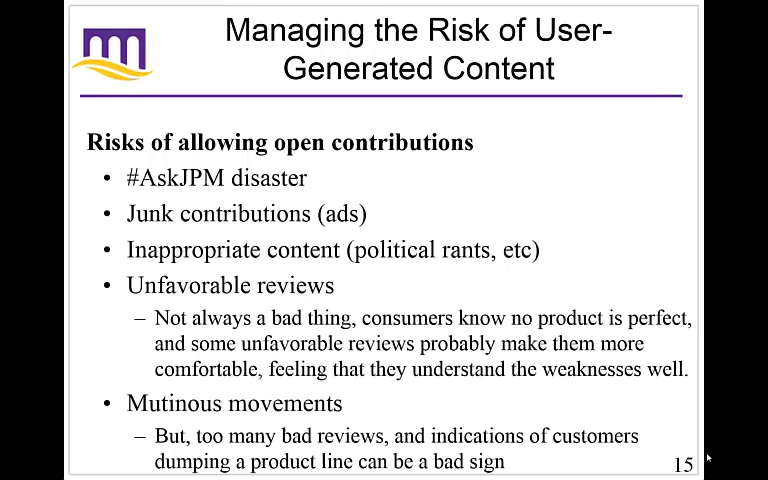 Managing the Risk of User-
Generated Content
Risks of allowing open contributions
• #AskJPM disaster
• Junk contributions (ads)
• Inappropriate content (political rants, etc)
• Unfavorable reviews
– Not always a bad thing, consumers know no product is perfect,
and some unfavorable reviews probably make them more
comfortable, feeling that they understand the weaknesses well.
• Mutinous movements
– But, too many bad reviews, and indications of customers
dumping a product line can be a bad sign
15